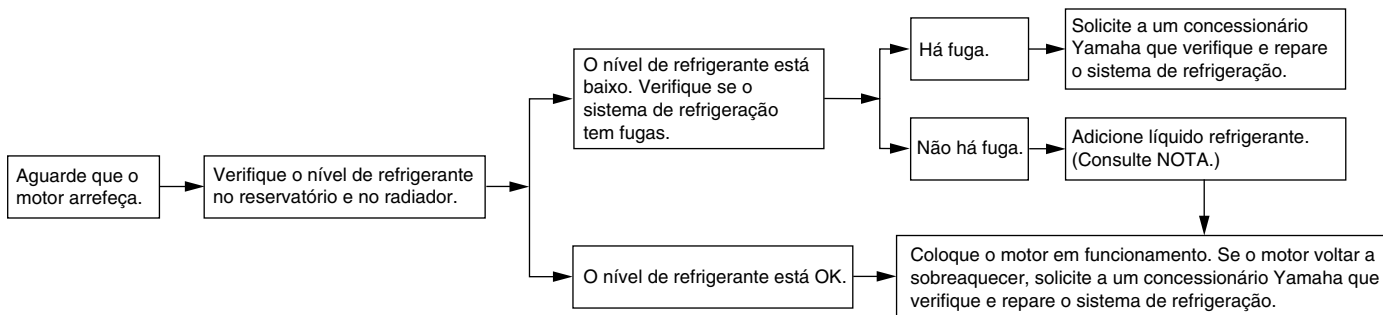 Aguarde que o
motor arrefeça.
Verifique o nível de refrigerante
no reservatório e no radiador.
O nível de refrigerante está
baixo. Verifique se o
sistema de refrigeração
tem fugas.
Há fuga.
Solicite a um concessionário
Yamaha que verifique e repare
o sistema de refrigeração.
Não há fuga.
Adicione líquido refrigerante.
(Consulte NOTA.)
O nível de refrigerante está OK.
Coloque o motor em funcionamento. Se o motor voltar a
sobreaquecer, solicite a um concessionário Yamaha que
verifique e repare o sistema de refrigeração.